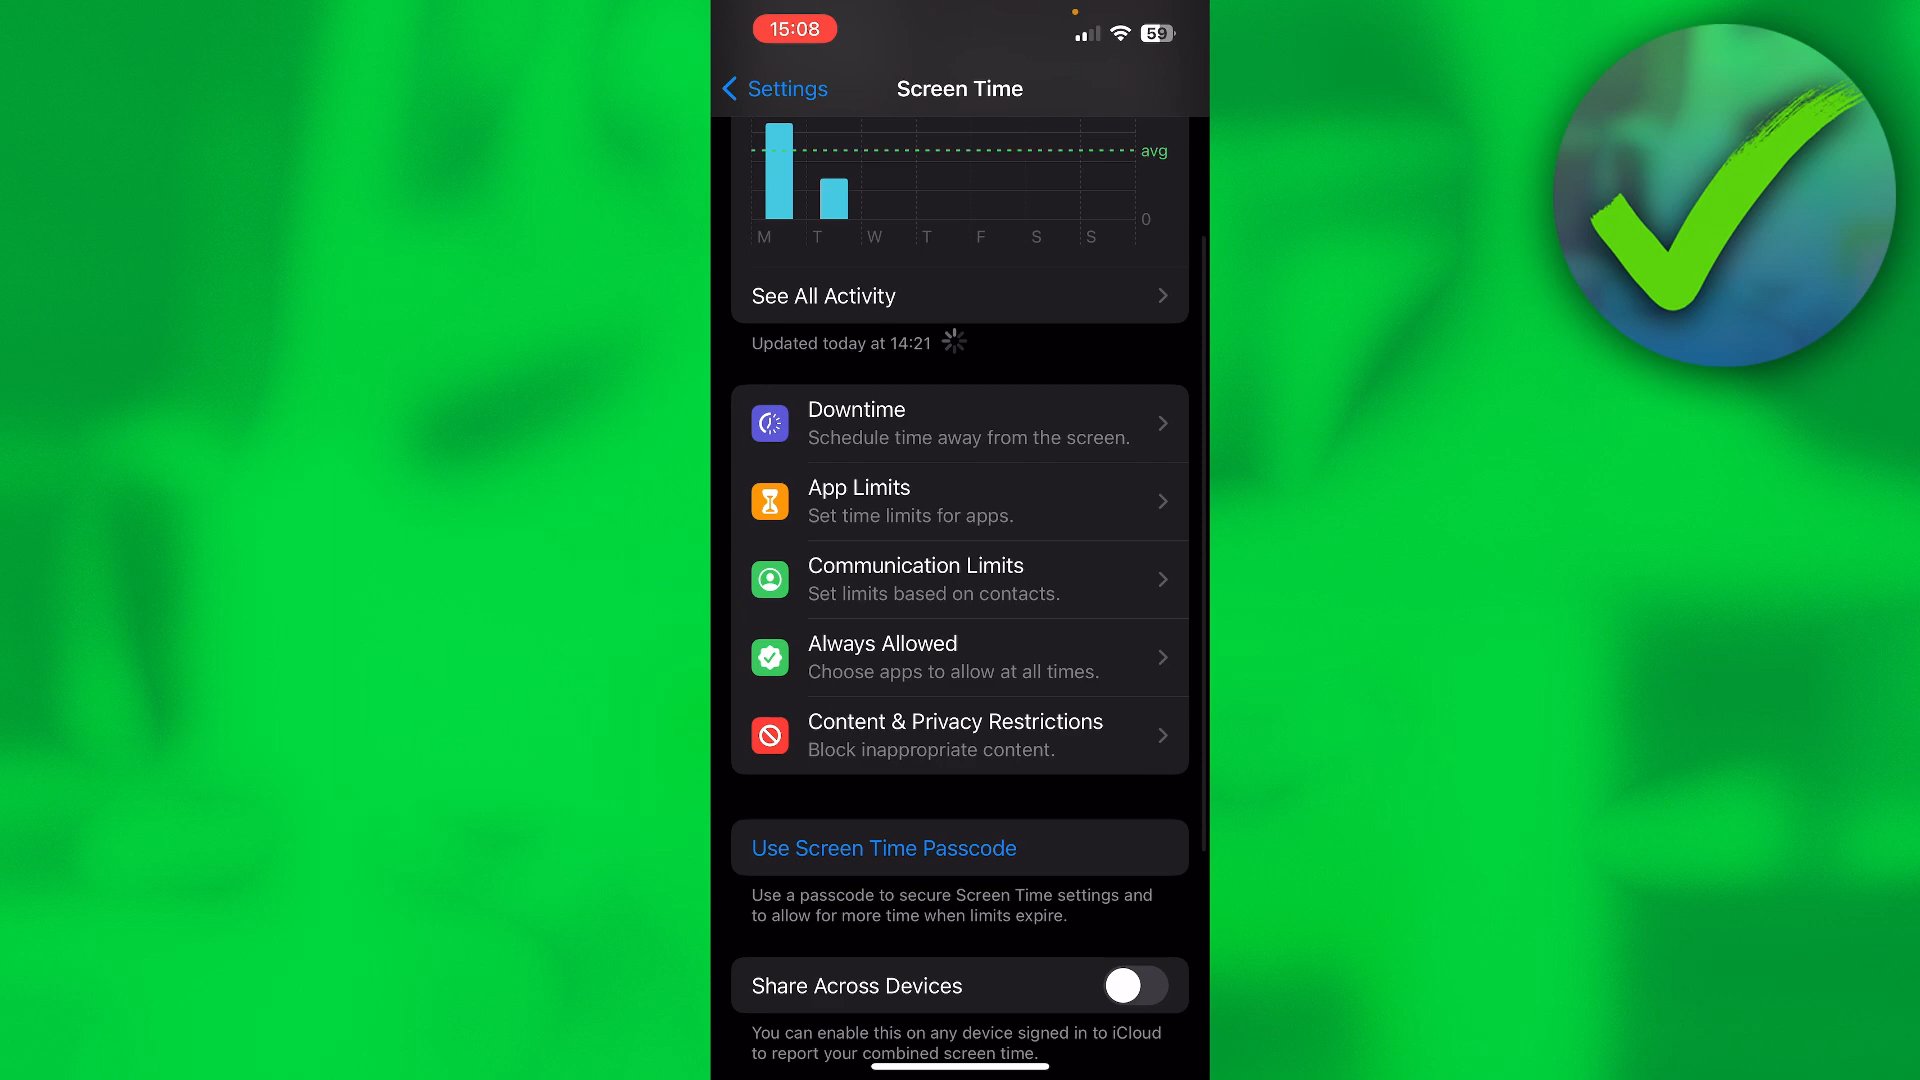 15:08
59
Settings
Screen Time
avg
0
M T W T F S S
See All Activity
Updated today at 14:21
Downtime
Schedule time away from the screen.
App Limits
Set time limits for apps.
Communication Limits
Set limits based on contacts.
Always Allowed
Choose apps to allow at all times.
Content & Privacy Restrictions
Block inappropriate content.
Use Screen Time Passcode
Use a passcode to secure Screen Time settings and
to allow for more time when limits expire.
Share Across Devices
You can enable this on any device signed in to iCloud
to report your combined screen time.